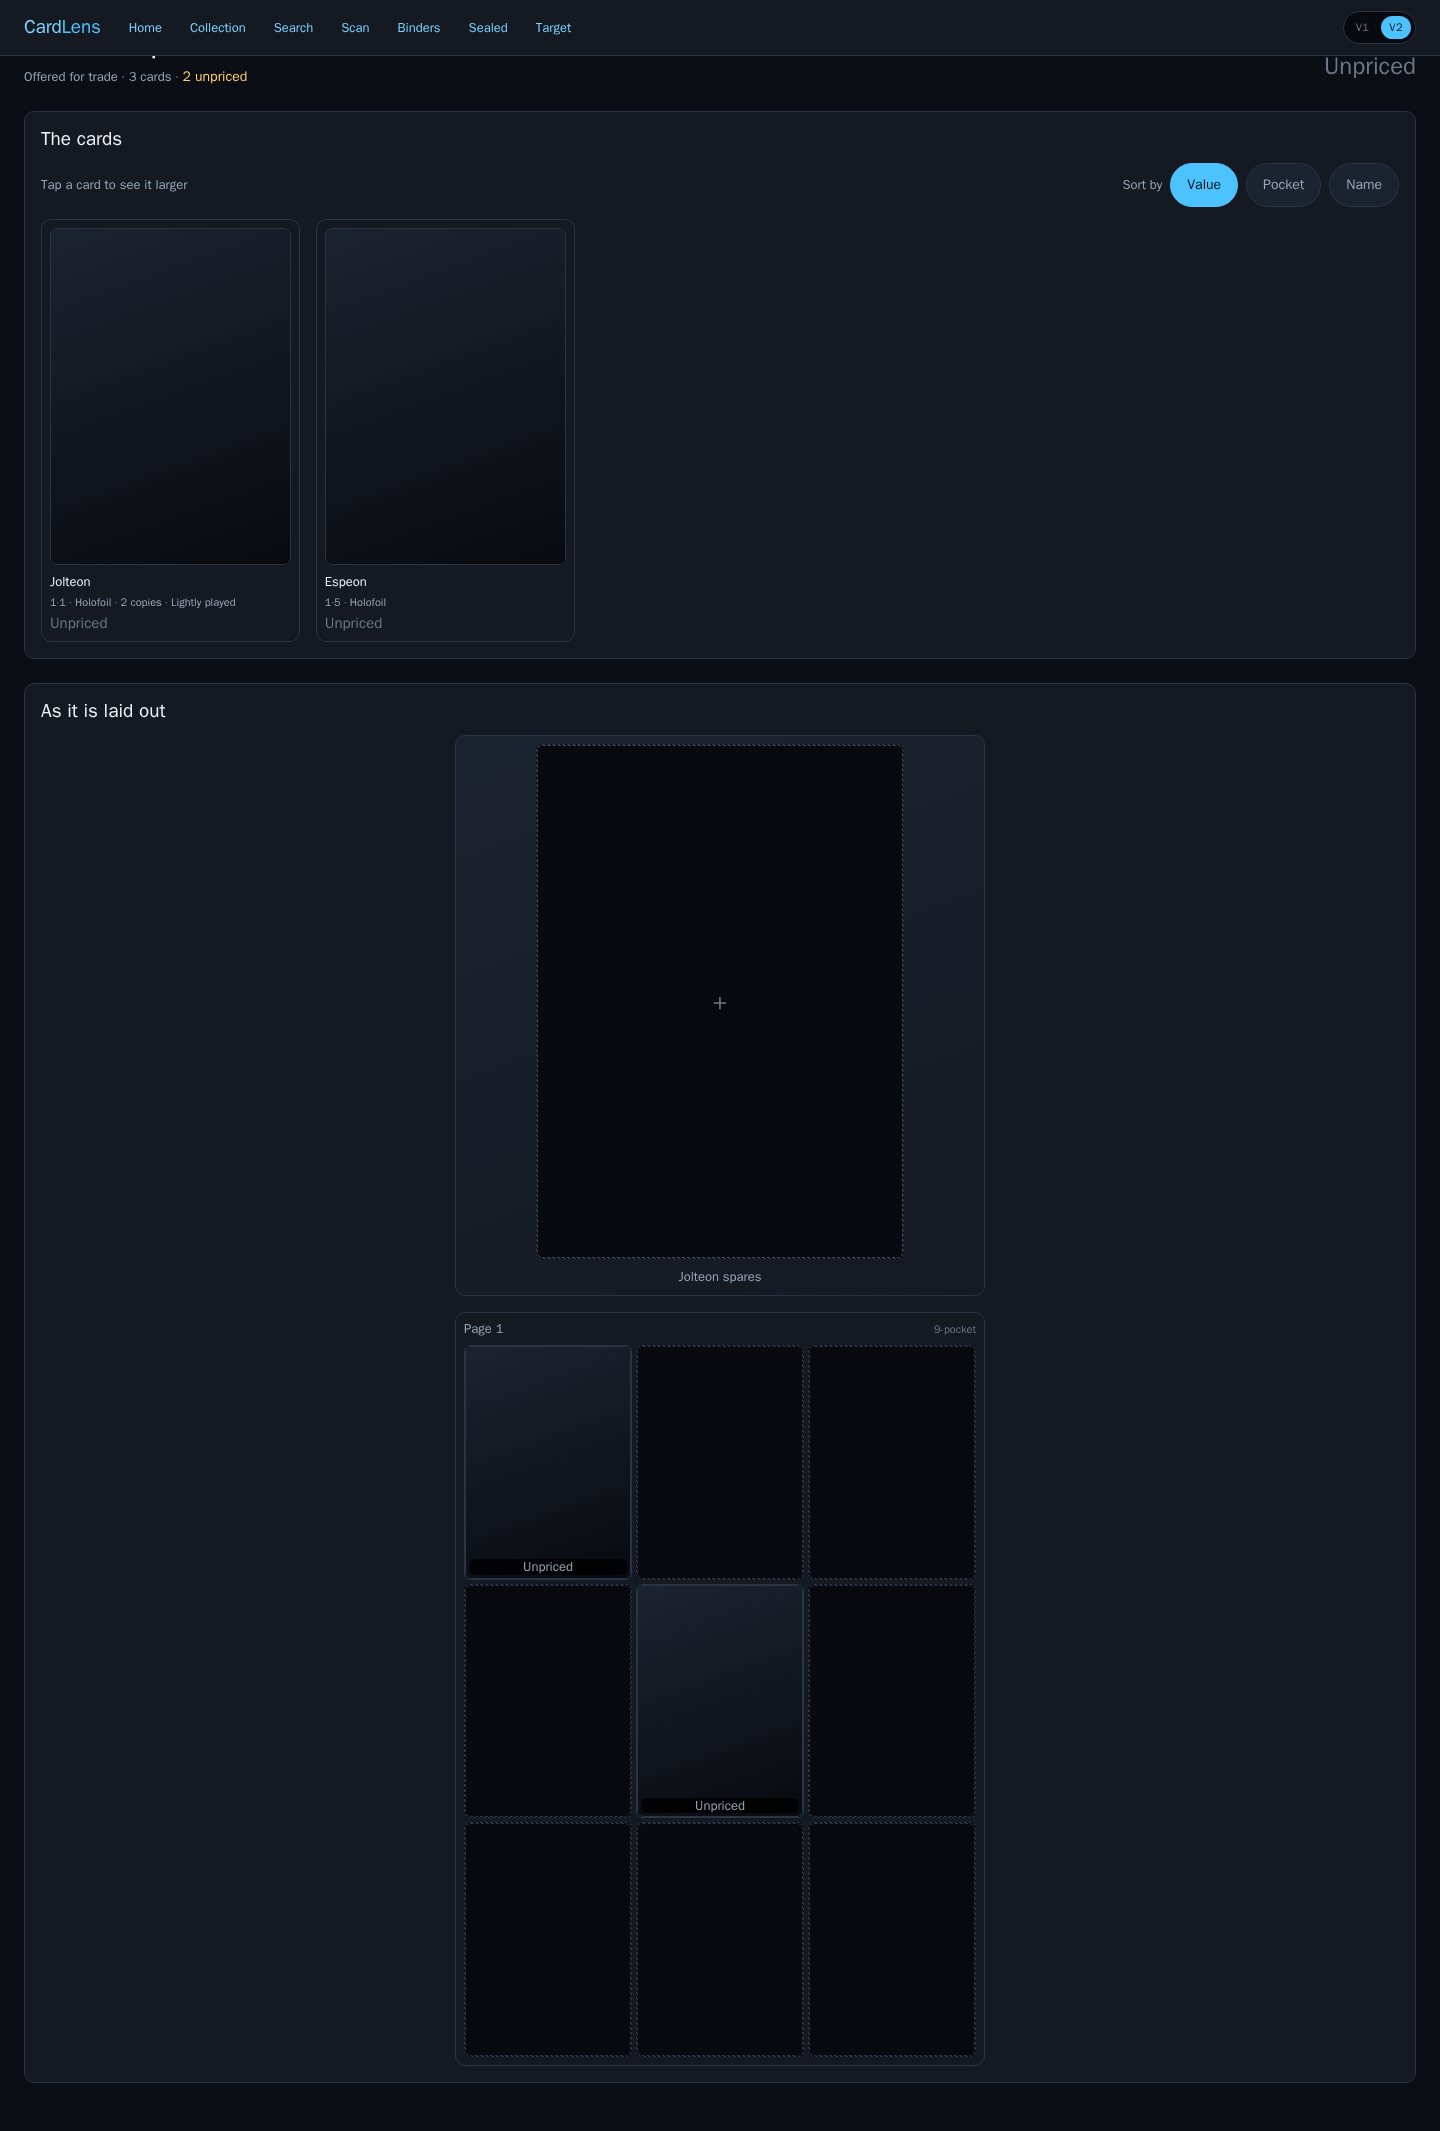 CardLens Home Collection Search Scan Binders Sealed Target V1 V2
Offered for trade · 3 cards · 2 unpriced
Unpriced
The cards
Tap a card to see it larger
Sort by Value Pocket Name
Jolteon
1·1 · Holofoil · 2 copies · Lightly played
Unpriced
Espeon
1·5 · Holofoil
Unpriced
As it is laid out
+
Jolteon spares
Page 1
9-pocket
Unpriced
Unpriced